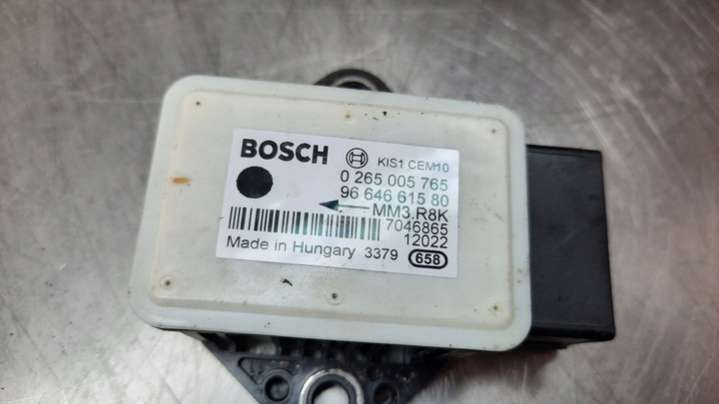 BOSCH KIS1 CEM10
0 265 005 765
96 646 615 80
MM3.R8K
7046865
12022
Made in Hungary 3379 658